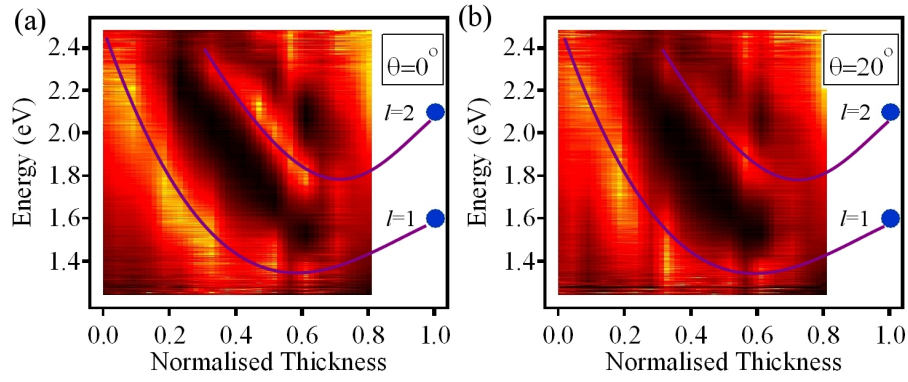 (a)
2.4
2.2
2.0
1.8
1.6
1.4
Energy (eV)
θ=0°
l=2
l=1
0.0 0.2 0.4 0.6 0.8 1.0
Normalised Thickness
(b)
2.4
2.2
2.0
1.8
1.6
1.4
Energy (eV)
θ=20°
l=2
l=1
0.0 0.2 0.4 0.6 0.8 1.0
Normalised Thickness